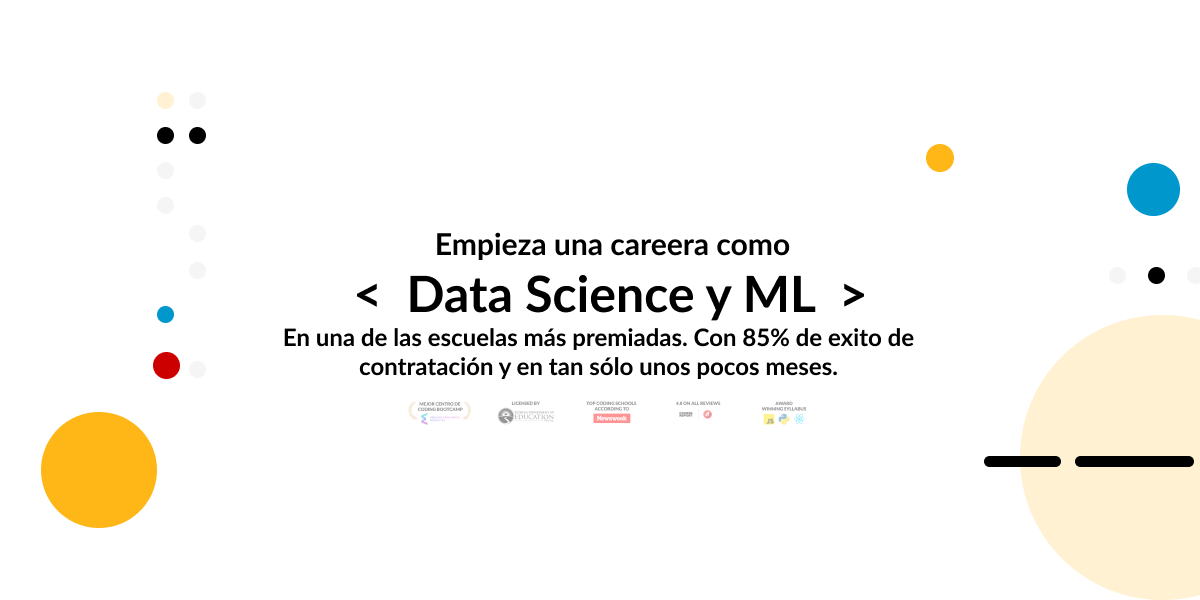 Empieza una careera como
< Data Science y ML >
En una de las escuelas más premiadas. Con 85% de exito de
contratación y en tan sólo unos pocos meses.
MEJOR CENTRO DE
CODING BOOTCAMP
LICENSED BY
EDUCATION
TOP CODING SCHOOLS
ACCORDING TO
Newsweek
4.8 ON ALL REVIEWS
AWARD
WINNING SYLLABUS
JS